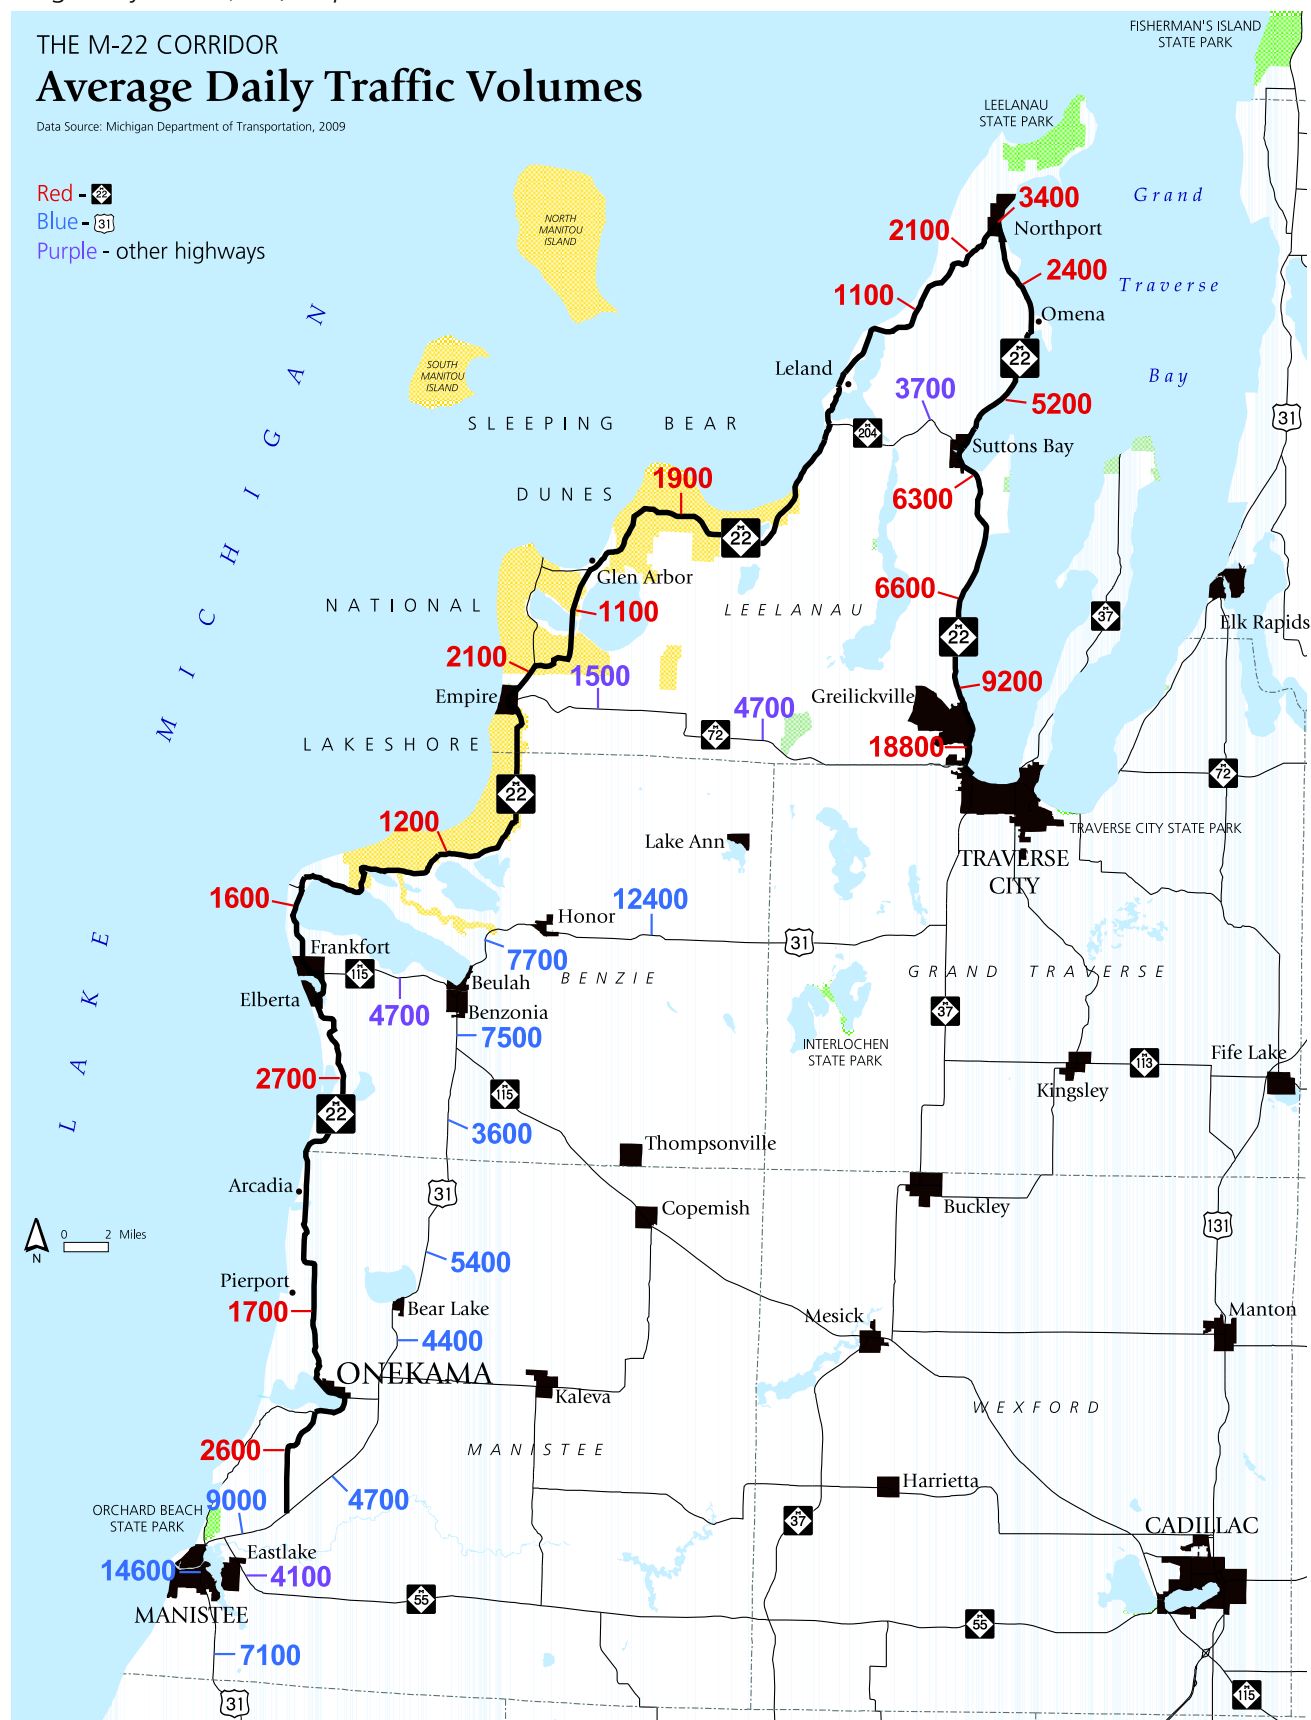 THE M-22 CORRIDOR
Average Daily Traffic Volumes
Data Source: Michigan Department of Transportation, 2009
Red - M 22
Blue - 31
Purple - other highways
FISHERMAN'S ISLAND
STATE PARK
LEELANAU
STATE PARK
Grand
Traverse
Bay
NORTH
MANITOU
ISLAND
SOUTH
MANITOU
ISLAND
LAKE MICHIGAN
SLEEPING BEAR
DUNES
NATIONAL
LAKESHORE
3400
Northport
2100
2400
1100
Omena
M 22
Leland
3700
5200
31
M 204
Suttons Bay
1900
6300
M 22
Glen Arbor
6600
1100
LEELANAU
M 37
M 22
Elk Rapids
2100
1500
9200
Empire
Greilickville
4700
M 72
18800
M 72
M 22
1200
Lake Ann
TRAVERSE CITY STATE PARK
TRAVERSE
CITY
1600
12400
Honor
31
Frankfort
7700
M 115
BENZIE
GRAND TRAVERSE
Beulah
Elberta
4700
Benzonia
M 37
7500
INTERLOCHEN
STATE PARK
Fife Lake
M 113
2700
Kingsley
M 22
M 115
3600
Thompsonville
Arcadia
31
Copemish
Buckley
0 2 Miles
N
131
5400
Pierport
1700
Bear Lake
Mesick
Manton
4400
ONEKAMA
Kaleva
WEXFORD
2600
MANISTEE
Harrietta
9000
4700
ORCHARD BEACH
STATE PARK
M 37
CADILLAC
Eastlake
14600
4100
M 55
MANISTEE
M 55
7100
31
M 115